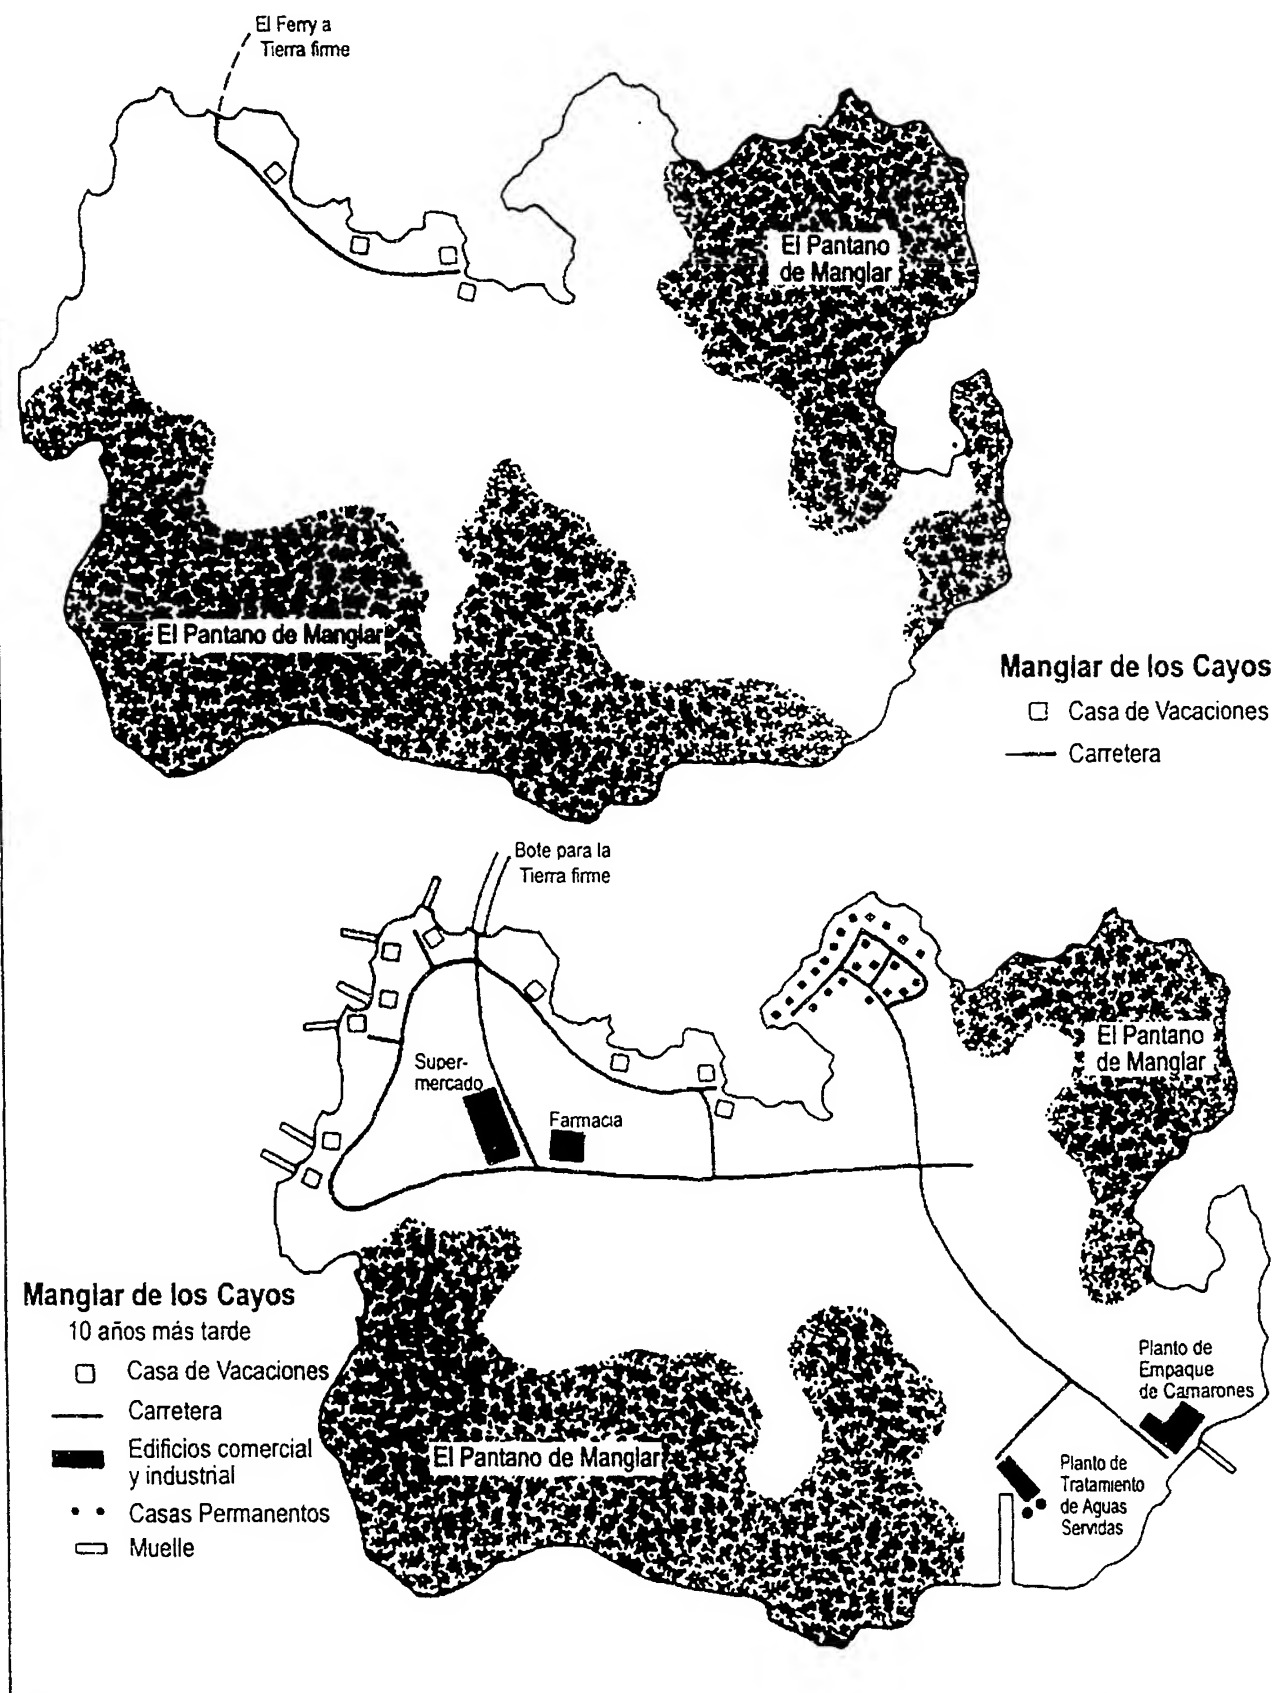 El Ferry a
Tierra firme
El Pantano
de Manglar
El Pantano de Manglar
Manglar de los Cayos
Casa de Vacaciones
Carretera
Bote para la
Tierra firme
El Pantano
de Manglar
Super-
mercado
Farmacia
Manglar de los Cayos
10 años más tarde
Casa de Vacaciones
Carretera
Edificios comercial
y industrial
Casas Permanentos
Muelle
El Pantano de Manglar
Planto de
Empaque
de Camarones
Planto de
Tratamiento
de Aguas
Servidas